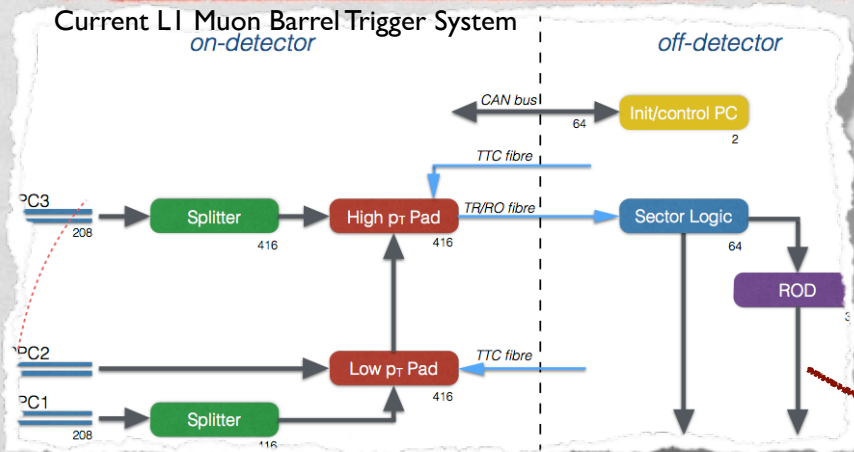 Current L1 Muon Barrel Trigger System
on-detector
off-detector
CAN bus
64
Init/control PC
2
TTC fibre
PC3
208
Splitter
416
High pT Pad
416
TR/RO fibre
Sector Logic
64
ROD
PC2
Low pT Pad
416
TTC fibre
PC1
208
Splitter
416